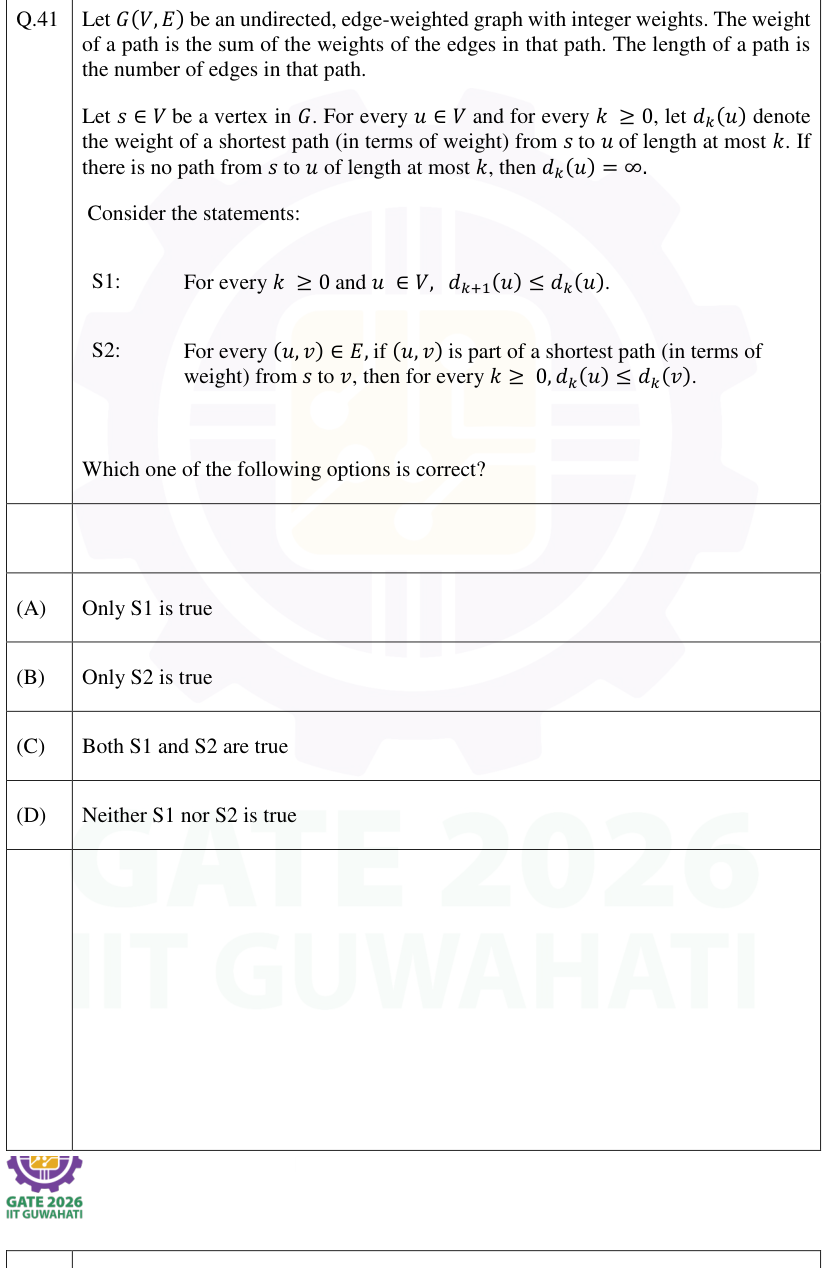 Q.41 Let G(V, E) be an undirected, edge-weighted graph with integer weights. The weight
of a path is the sum of the weights of the edges in that path. The length of a path is
the number of edges in that path.
Let s ∈ V be a vertex in G. For every u ∈ V and for every k ≥ 0, let dₖ(u) denote
the weight of a shortest path (in terms of weight) from s to u of length at most k. If
there is no path from s to u of length at most k, then dₖ(u) = ∞.
Consider the statements:
S1: For every k ≥ 0 and u ∈ V, dₖ₊₁(u) ≤ dₖ(u).
S2: For every (u, v) ∈ E, if (u, v) is part of a shortest path (in terms of
weight) from s to v, then for every k ≥ 0, dₖ(u) ≤ dₖ(v).
Which one of the following options is correct?
(A) Only S1 is true
(B) Only S2 is true
(C) Both S1 and S2 are true
(D) Neither S1 nor S2 is true
GATE 2026
IIT GUWAHATI
GATE 2026
IIT GUWAHATI